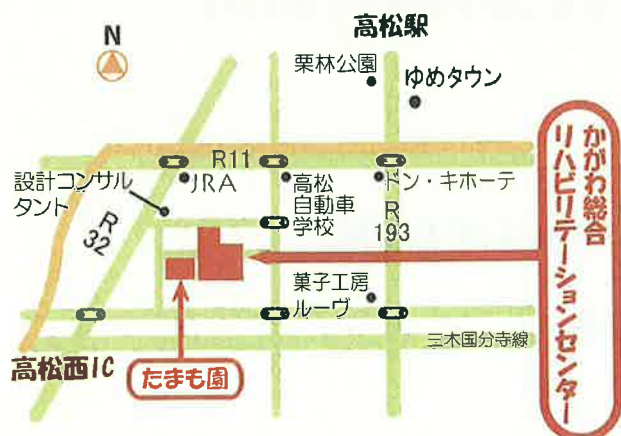 高松駅
N
栗林公園
ゆめタウン
R11
設計コンサル
タント
JRA
高松
自動車
学校
ドン・キホーテ
R
32
R
193
かがわ総合
リハビリテーションセンター
菓子工房
ルーヴ
三木国分寺線
高松西IC
たまも園